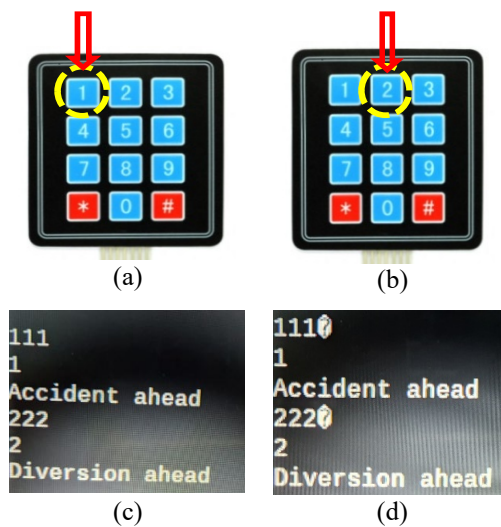 1 2 3
4 5 6
7 8 9
* 0 #
(a)
1 2 3
4 5 6
7 8 9
* 0 #
(b)
111
1
Accident ahead
222
2
Diversion ahead
(c)
111�
1
Accident ahead
222�
2
Diversion ahead
(d)